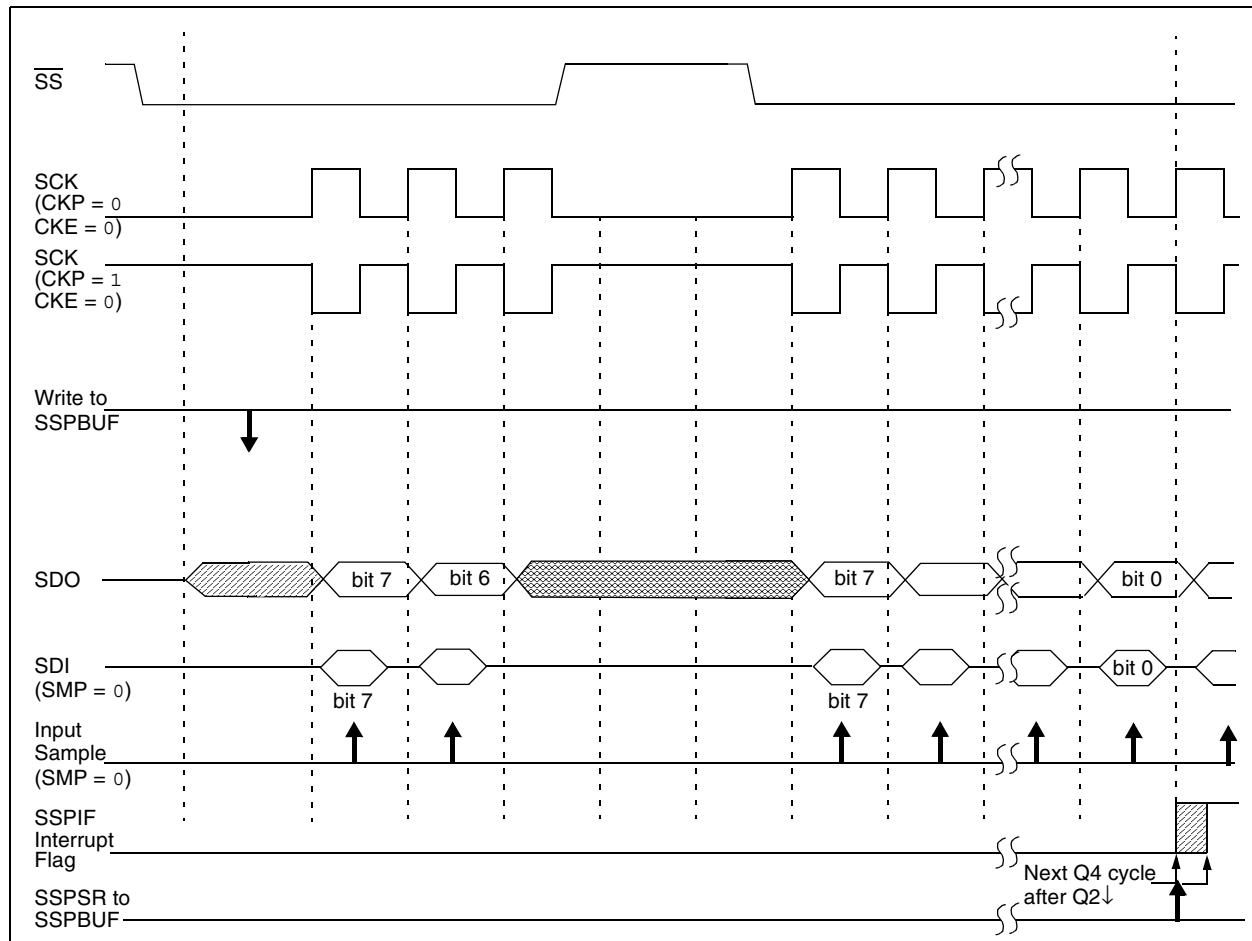 SS
SCK
(CKP = 0
CKE = 0)
SCK
(CKP = 1
CKE = 0)
Write to
SSPBUF
SDO
bit 7
bit 6
bit 7
bit 0
SDI
(SMP = 0)
bit 7
bit 7
bit 0
Input
Sample
(SMP = 0)
SSPIF
Interrupt
Flag
Next Q4 cycle
after Q2↓
SSPSR to
SSPBUF